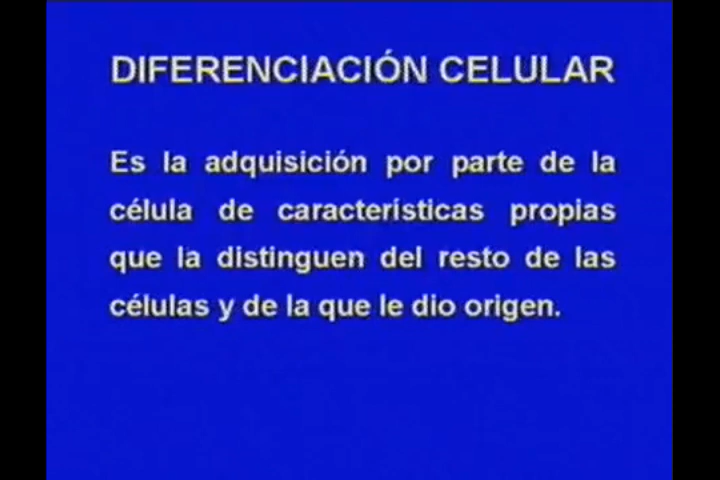 DIFERENCIACIÓN CELULAR
Es la adquisición por parte de la
célula de características propias
que la distinguen del resto de las
células y de la que le dio origen.